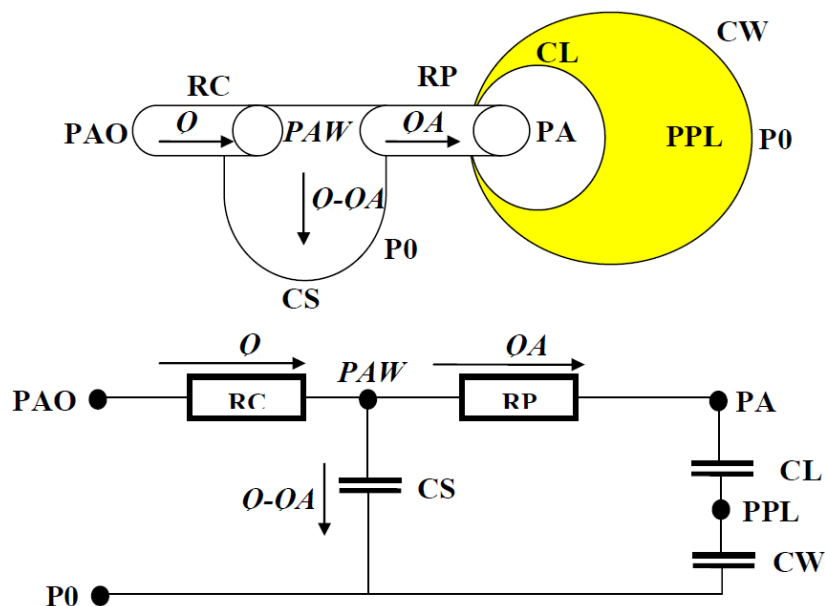 CW
CL
RP
RC
PAO Q PAW QA PA PPL P0
Q-QA
P0
CS
Q QA
PAW
PAO RC RP PA
CL
Q-QA CS
PPL
CW
P0